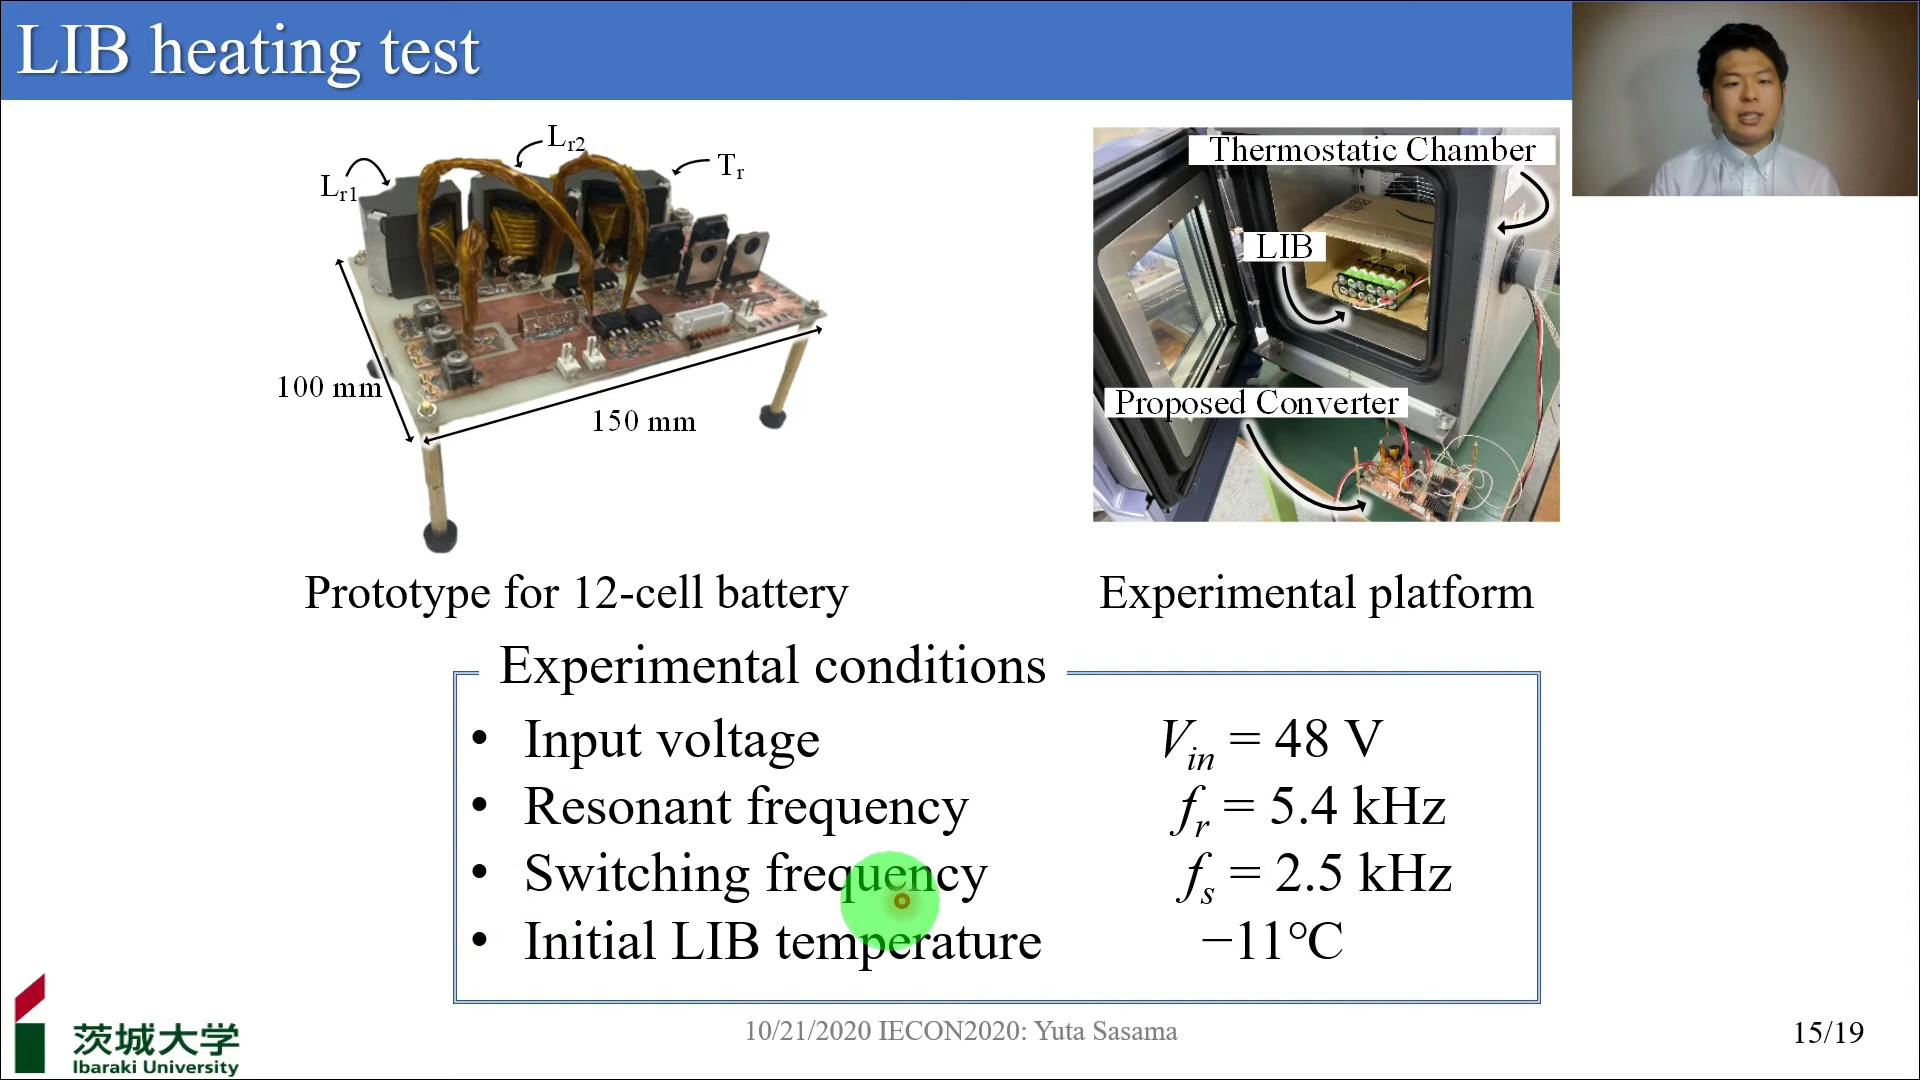 LIB heating test
Lr1
Lr2
Tr
100 mm
150 mm
Thermostatic Chamber
LIB
Proposed Converter
Prototype for 12-cell battery
Experimental platform
Experimental conditions
• Input voltage Vin = 48 V
• Resonant frequency fr = 5.4 kHz
• Switching frequency fs = 2.5 kHz
• Initial LIB temperature −11℃
茨城大学
Ibaraki University
10/21/2020 IECON2020: Yuta Sasama
15/19